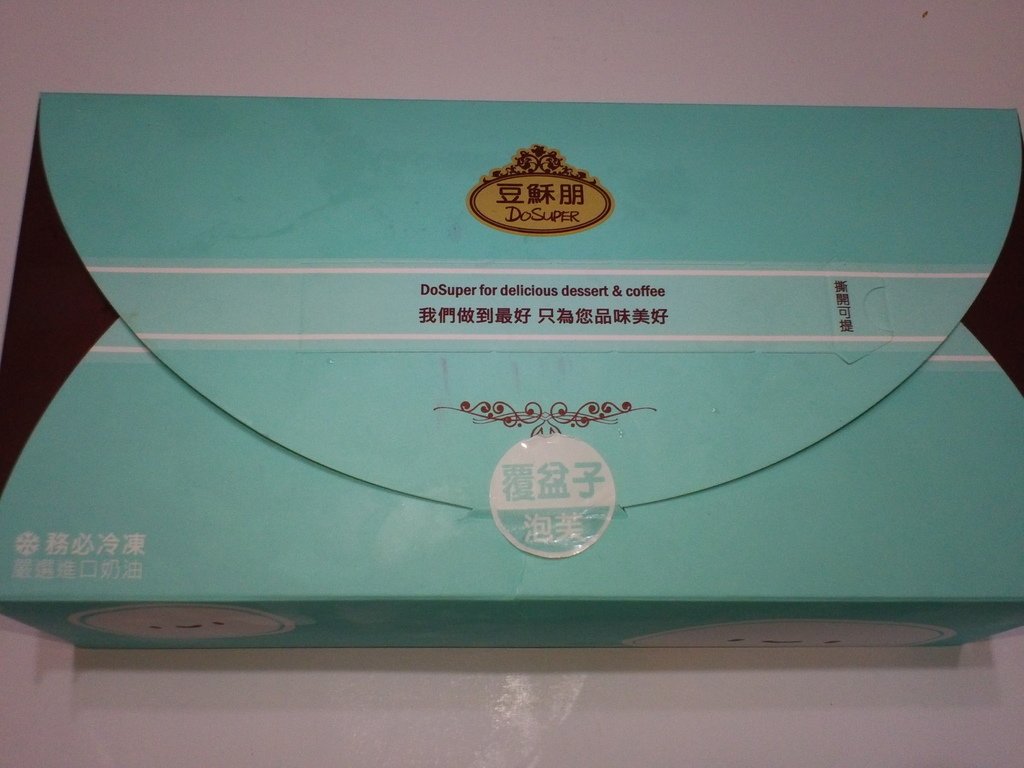 豆穌朋
DOSUPER
DoSuper for delicious dessert & coffee
我們做到最好 只為您品味美好
撕開可提
覆盆子
泡芙
務必冷凍
嚴選進口奶油